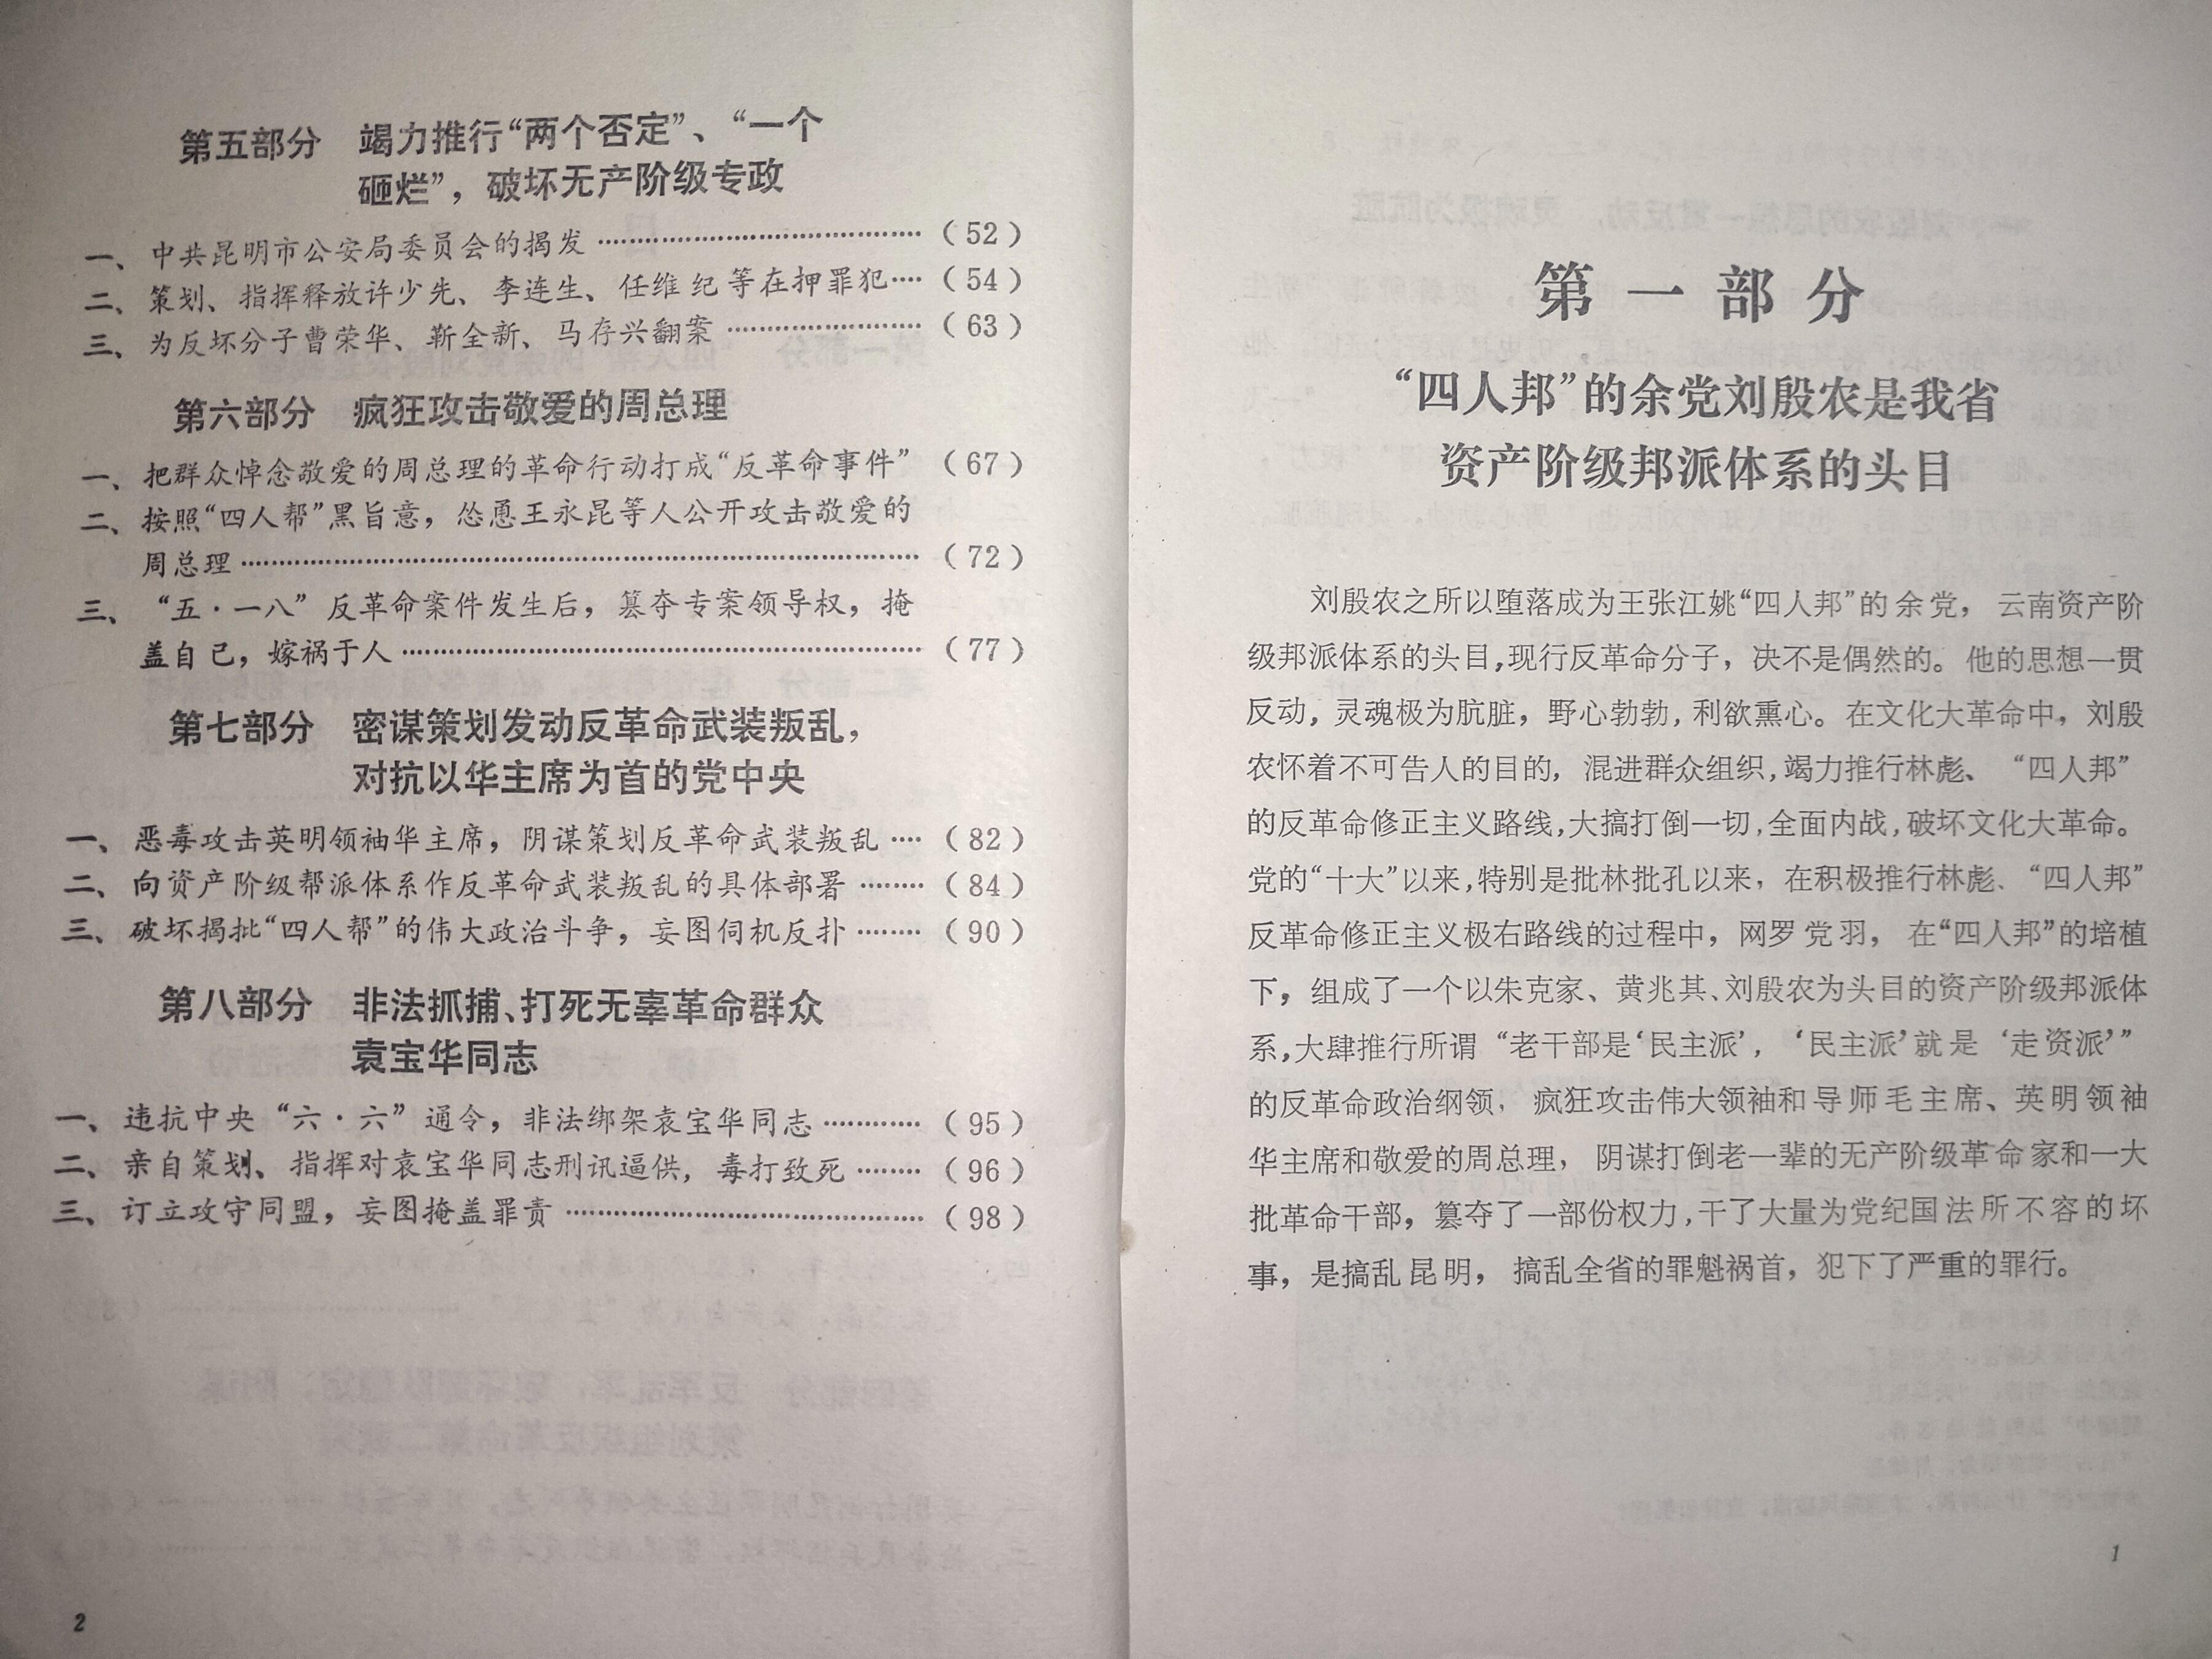 第五部分　竭力推行“两个否定”、“一个
砸烂”，破坏无产阶级专政
一、中共昆明市公安局委员会的揭发…………………………（52）
二、策划、指挥释放许少先、李连生、任维纪等在押罪犯……（54）
三、为反坏分子曹荣华、靳全新、马存兴翻案………………（63）
第六部分　疯狂攻击敬爱的周总理
一、把群众悼念敬爱的周总理的革命行动打成“反革命事件”（67）
二、按照“四人帮”黑旨意，怂恿王永昆等人公开攻击敬爱的
周总理……………………………………………………（72）
三、“五·一八”反革命案件发生后，篡夺专案领导权，掩
盖自己，嫁祸于人…………………………………………（77）
第七部分　密谋策划发动反革命武装叛乱，
对抗以华主席为首的党中央
一、恶毒攻击英明领袖华主席，阴谋策划反革命武装叛乱……（82）
二、向资产阶级帮派体系作反革命武装叛乱的具体部署………（84）
三、破坏揭批“四人帮”的伟大政治斗争，妄图伺机反扑………（90）
第八部分　非法抓捕、打死无辜革命群众
袁宝华同志
一、违抗中央“六·六”通令，非法绑架袁宝华同志…………（95）
二、亲自策划、指挥对袁宝华同志刑讯逼供，毒打致死………（96）
三、订立攻守同盟，妄图掩盖罪责……………………………（98）
2
第一部分
“四人邦”的余党刘殷农是我省
资产阶级邦派体系的头目
刘殷农之所以堕落成为王张江姚“四人邦”的余党，云南资产阶
级邦派体系的头目，现行反革命分子，决不是偶然的。他的思想一贯
反动，灵魂极为肮脏，野心勃勃，利欲熏心。在文化大革命中，刘殷
农怀着不可告人的目的，混进群众组织，竭力推行林彪、“四人邦”
的反革命修正主义路线，大搞打倒一切，全面内战，破坏文化大革命。
党的“十大”以来，特别是批林批孔以来，在积极推行林彪、“四人邦”
反革命修正主义极右路线的过程中，网罗党羽，在“四人邦”的培植
下，组成了一个以朱克家、黄兆其、刘殷农为头目的资产阶级邦派体
系，大肆推行所谓“老干部是‘民主派’，‘民主派’就是‘走资派’”
的反革命政治纲领，疯狂攻击伟大领袖和导师毛主席、英明领袖
华主席和敬爱的周总理，阴谋打倒老一辈的无产阶级革命家和一大
批革命干部，篡夺了一部份权力，干了大量为党纪国法所不容的坏
事，是搞乱昆明，搞乱全省的罪魁祸首，犯下了严重的罪行。
1